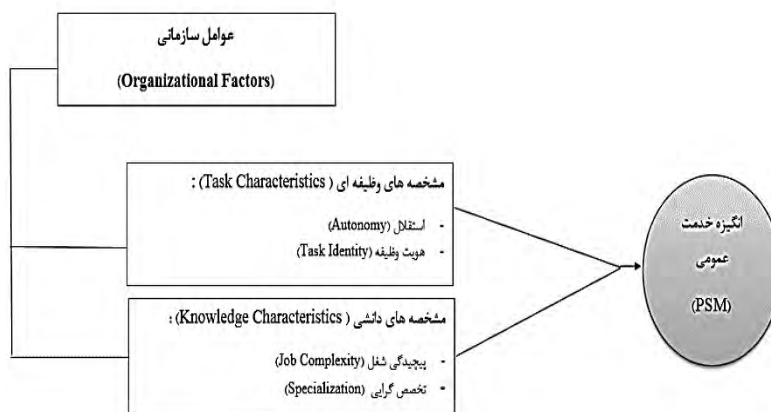 عوامل سازمانی
(Organizational Factors)
مشخصه های وظیفه ای ( Task Characteristics) :
- استقلال (Autonomy)
- هویت وظیفه (Task Identity)
مشخصه های دانشی ( Knowledge Characteristics) :
- پیچیدگی شغل (Job Complexity)
- تخصص گرایی (Specialization)
انگیزه خدمت
عمومی
(PSM)